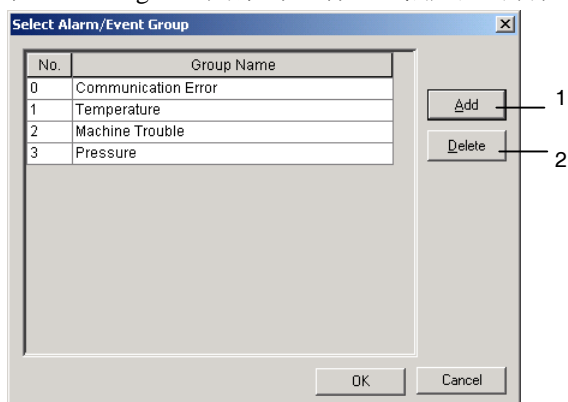 Select Alarm/Event Group
No. Group Name
0 Communication Error
1 Temperature
2 Machine Trouble
3 Pressure
Add 1
Delete 2
OK Cancel